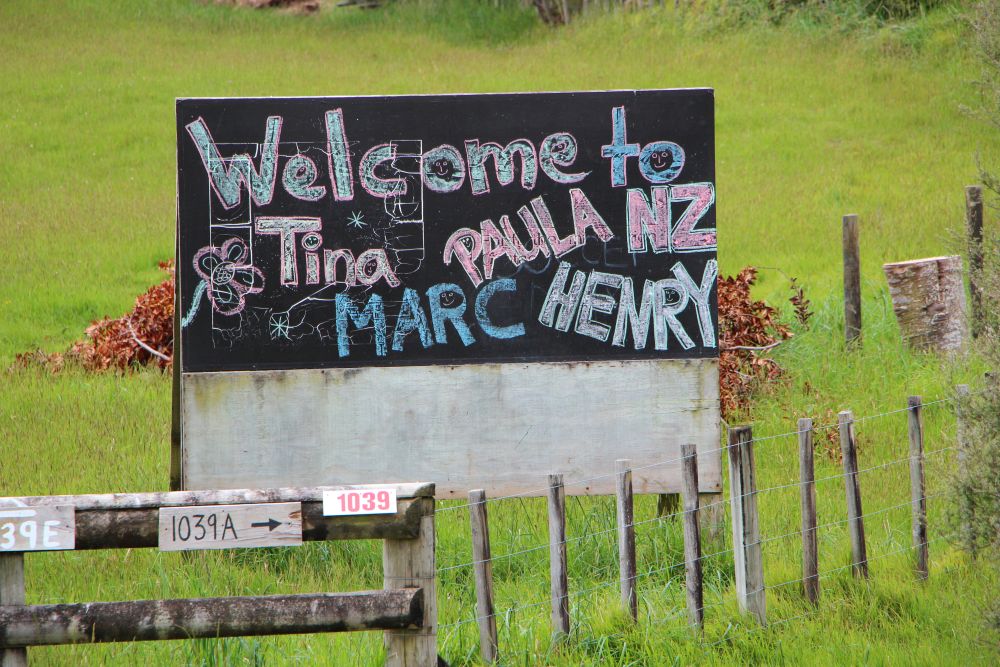 Welcome to
Tina PAULA NZ
MARC HENRY
1039
1039A →
39E